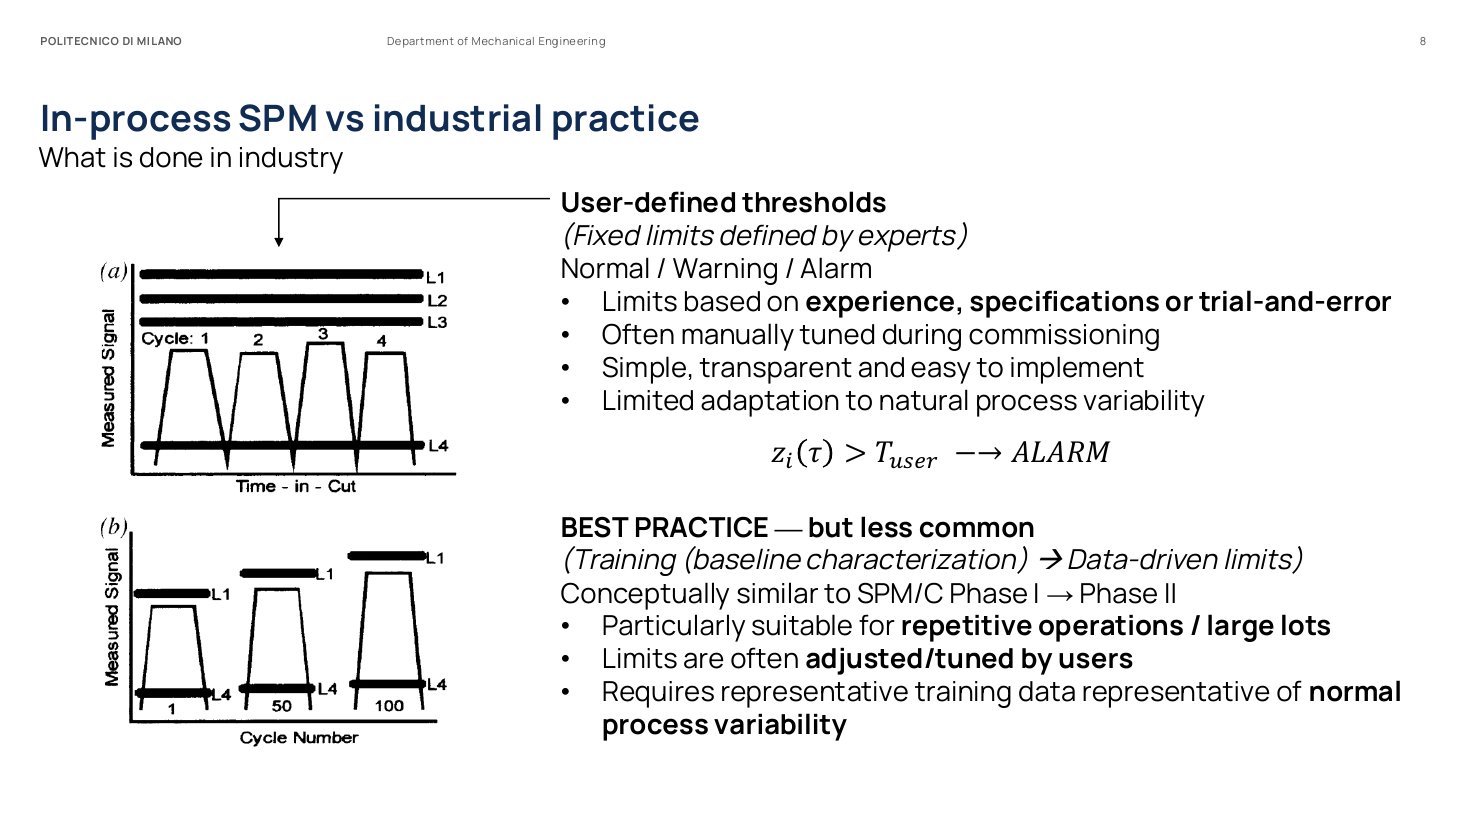 POLITECNICO DI MILANO
Department of Mechanical Engineering
8
In-process SPM vs industrial practice
What is done in industry
User-defined thresholds
(Fixed limits defined by experts)
Normal / Warning / Alarm
• Limits based on experience, specifications or trial-and-error
• Often manually tuned during commissioning
• Simple, transparent and easy to implement
• Limited adaptation to natural process variability
zᵢ(τ) > T_user −→ ALARM
(a)
L1
L2
L3
Cycle: 1 2 3 4
Measured Signal
L4
Time - in - Cut
BEST PRACTICE — but less common
(Training (baseline characterization) → Data-driven limits)
Conceptually similar to SPM/C Phase I → Phase II
• Particularly suitable for repetitive operations / large lots
• Limits are often adjusted/tuned by users
• Requires representative training data representative of normal
process variability
(b)
L1
L1
L1
Measured Signal
L4
L4
L4
1 50 100
Cycle Number